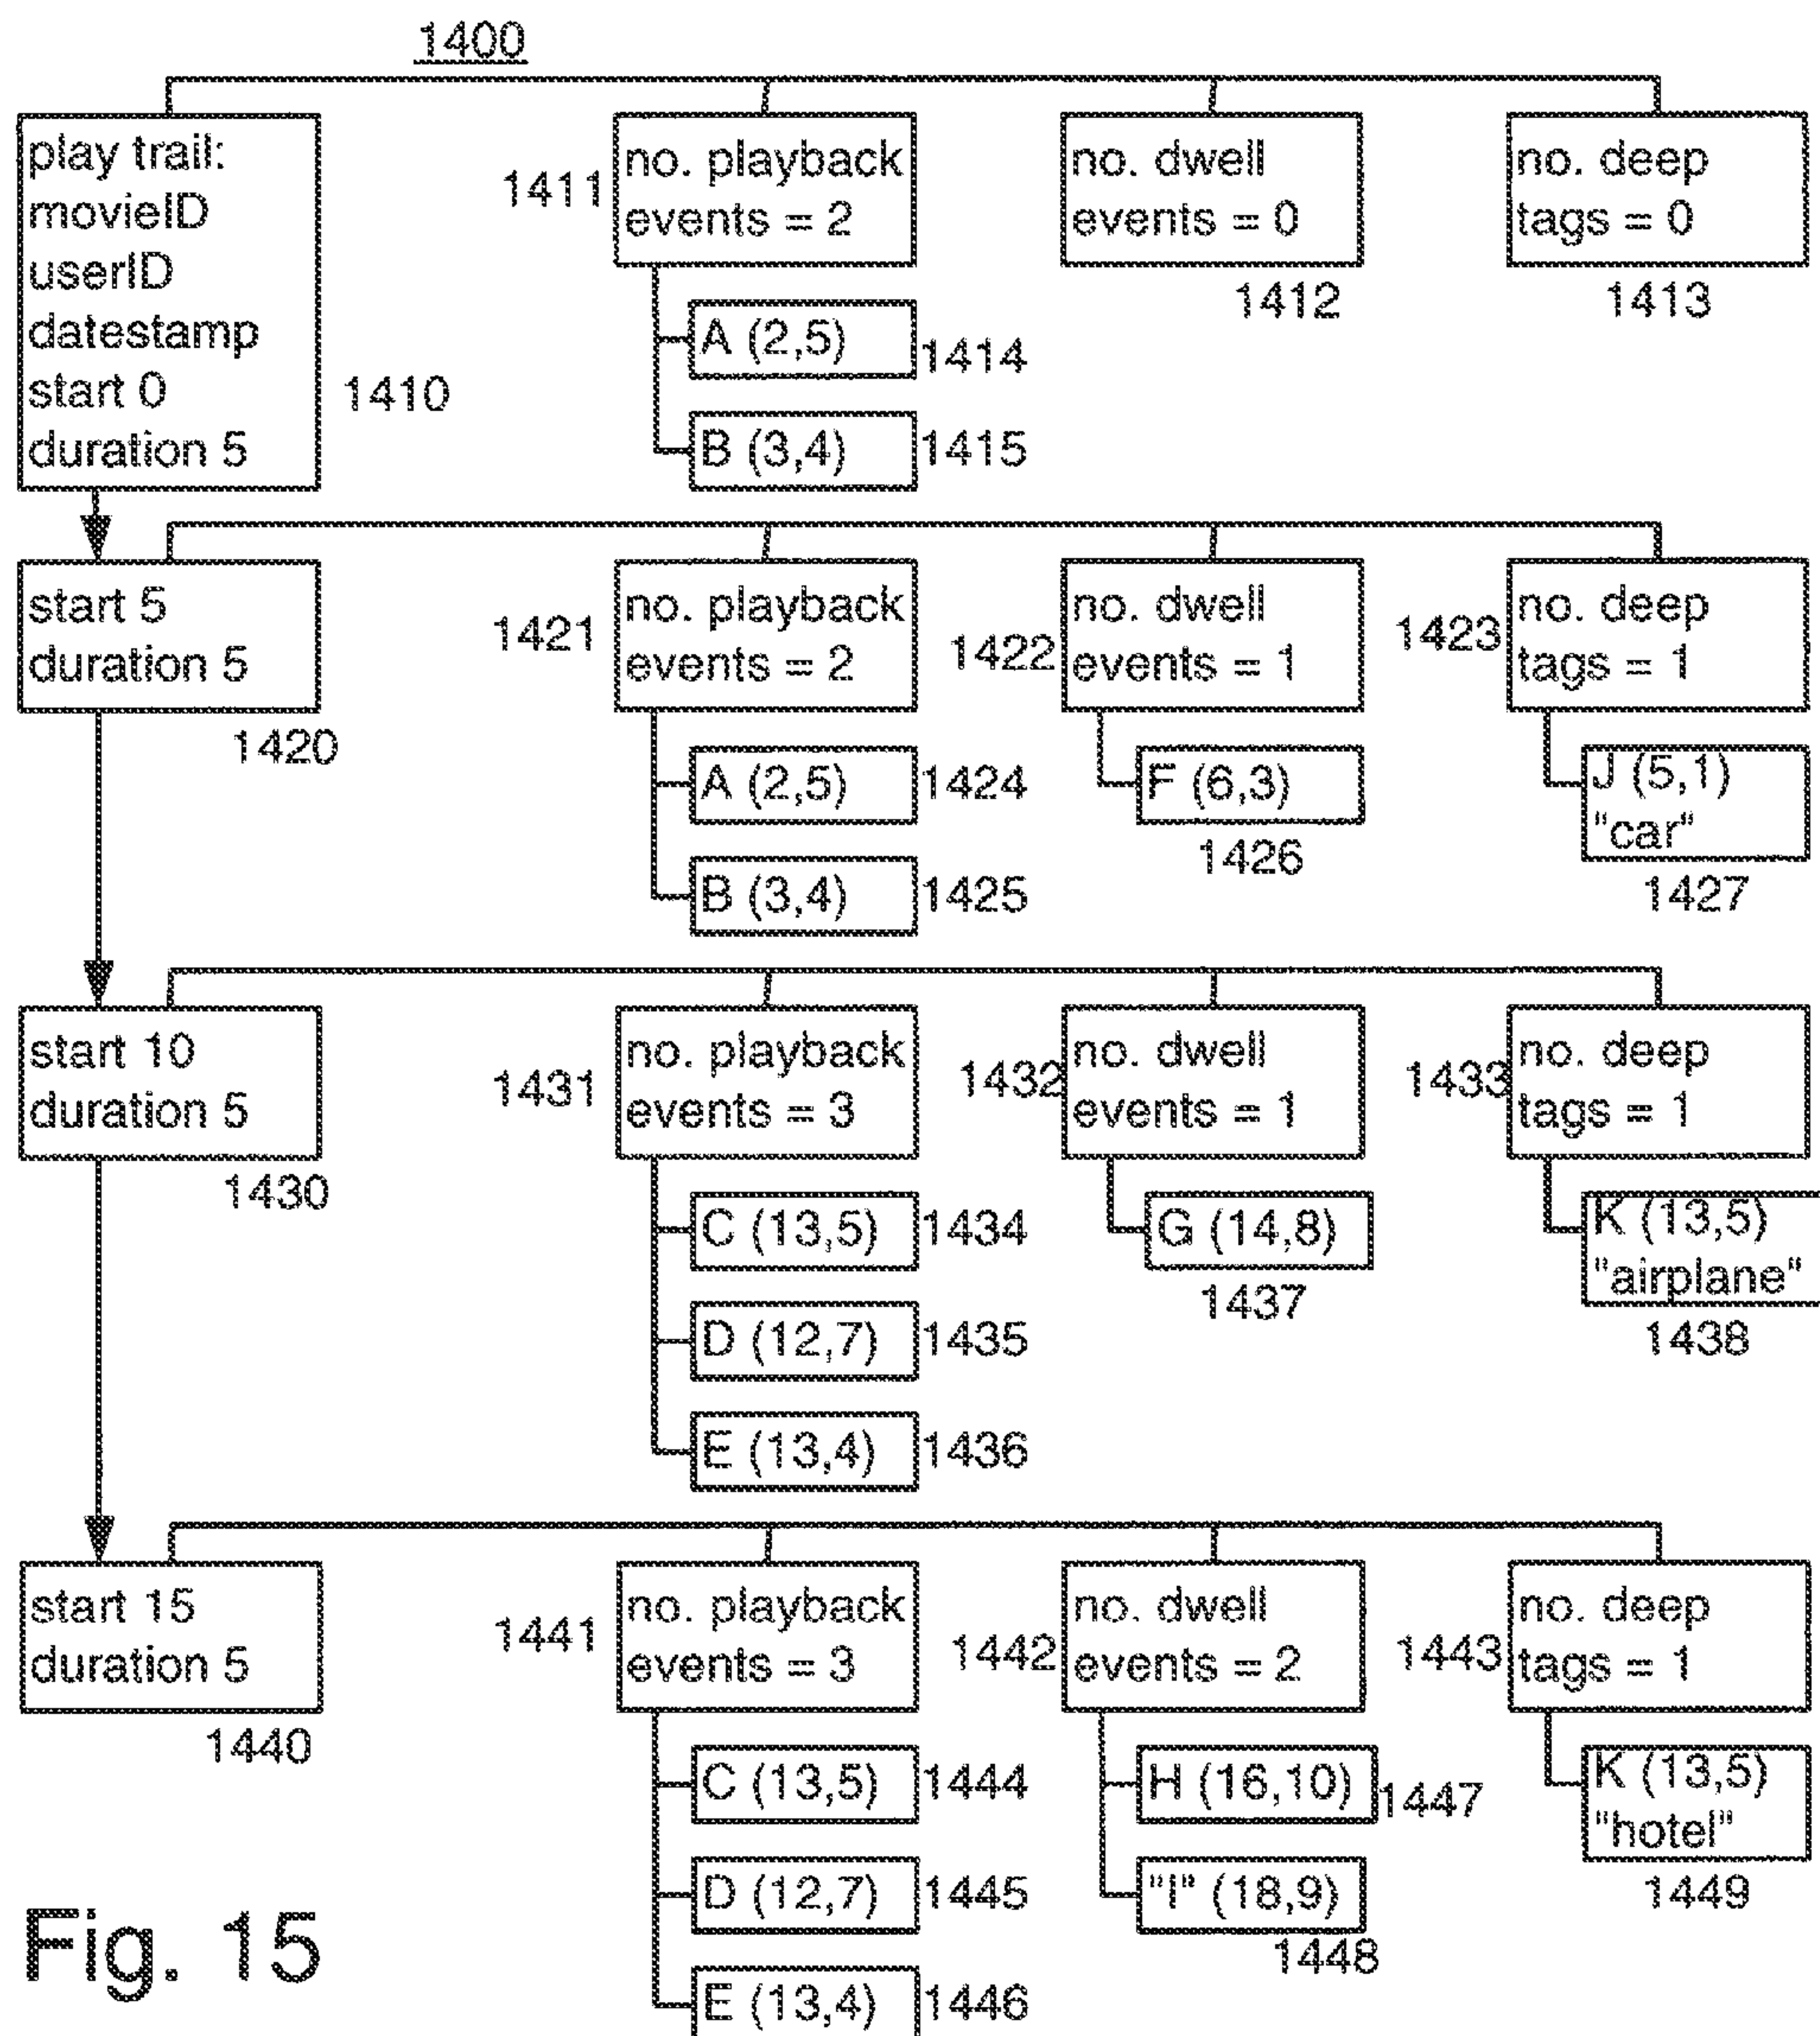 1400
play trail:
movieID
userID
datestamp
start 0
duration 5
1410
1411
no. playback
events = 2
A (2,5)
1414
B (3,4)
1415
no. dwell
events = 0
1412
no. deep
tags = 0
1413
start 5
duration 5
1420
1421
no. playback
events = 2
A (2,5)
1424
B (3,4)
1425
1422
no. dwell
events = 1
F (6,3)
1426
1423
no. deep
tags = 1
J (5,1)
"car"
1427
start 10
duration 5
1430
1431
no. playback
events = 3
C (13,5)
1434
D (12,7)
1435
E (13,4)
1436
1432
no. dwell
events = 1
G (14,8)
1437
1433
no. deep
tags = 1
K (13,5)
"airplane"
1438
start 15
duration 5
1440
1441
no. playback
events = 3
C (13,5)
1444
D (12,7)
1445
E (13,4)
1446
1442
no. dwell
events = 2
H (16,10)
1447
"I" (18,9)
1448
1443
no. deep
tags = 1
K (13,5)
"hotel"
1449
Fig. 15